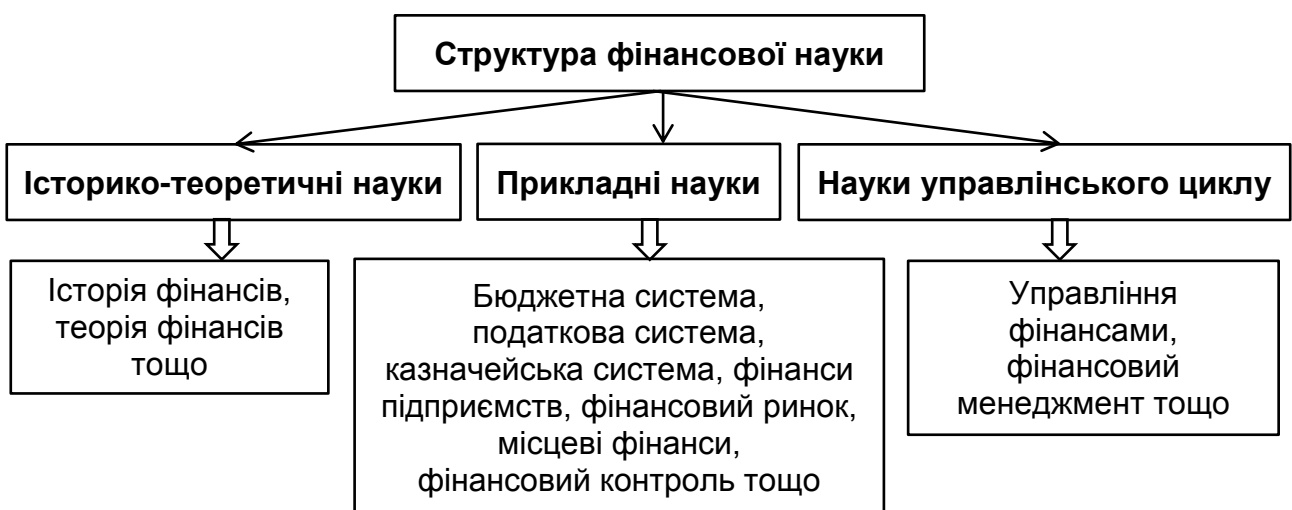 Структура фінансової науки
Історико-теоретичні науки
Прикладні науки
Науки управлінського циклу
Історія фінансів,
теорія фінансів
тощо
Бюджетна система,
податкова система,
казначейська система, фінанси
підприємств, фінансовий ринок,
місцеві фінанси,
фінансовий контроль тощо
Управління
фінансами,
фінансовий
менеджмент тощо